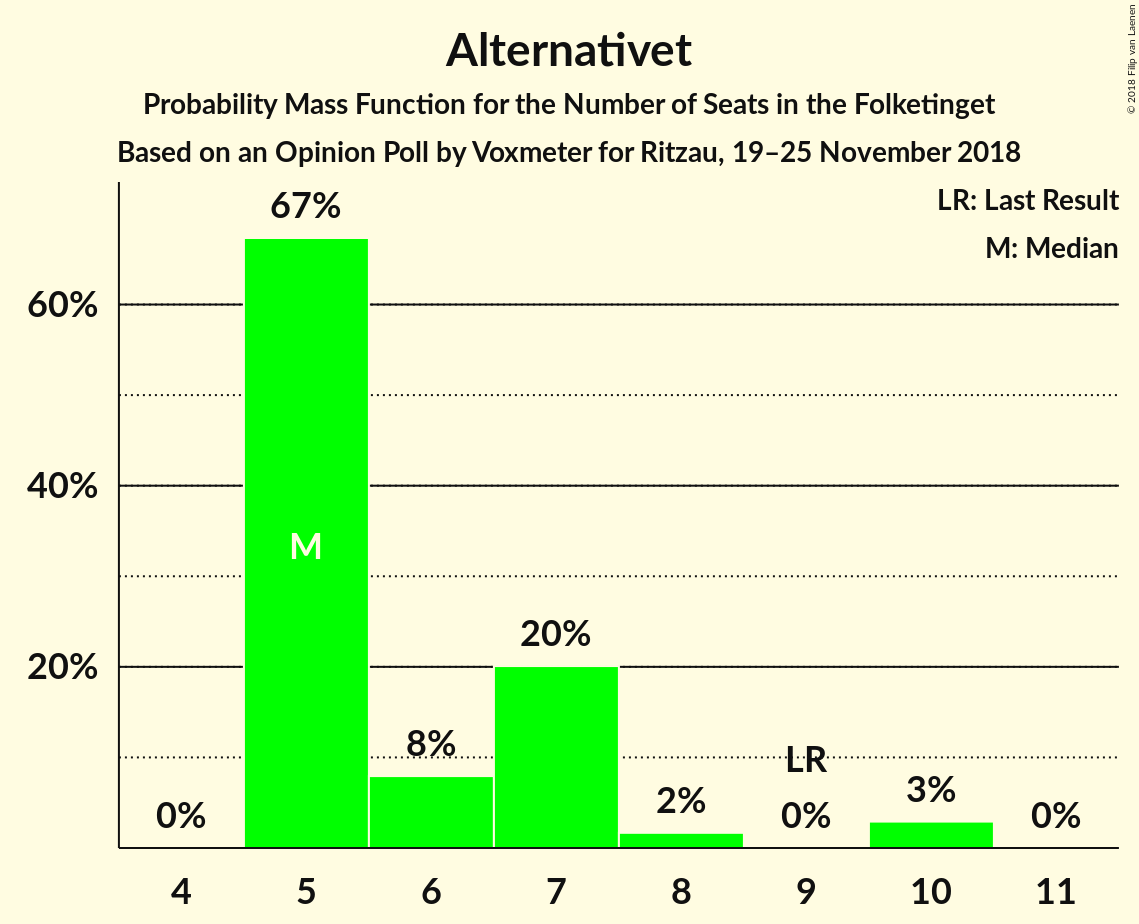 Alternativet
Probability Mass Function for the Number of Seats in the Folketinget
Based on an Opinion Poll by Voxmeter for Ritzau, 19–25 November 2018
© 2018 Filip van Laenen
LR: Last Result
M: Median
67%
60%
40%
M
20%
20%
8%
LR
0%
2%
0%
3%
0%
4 5 6 7 8 9 10 11